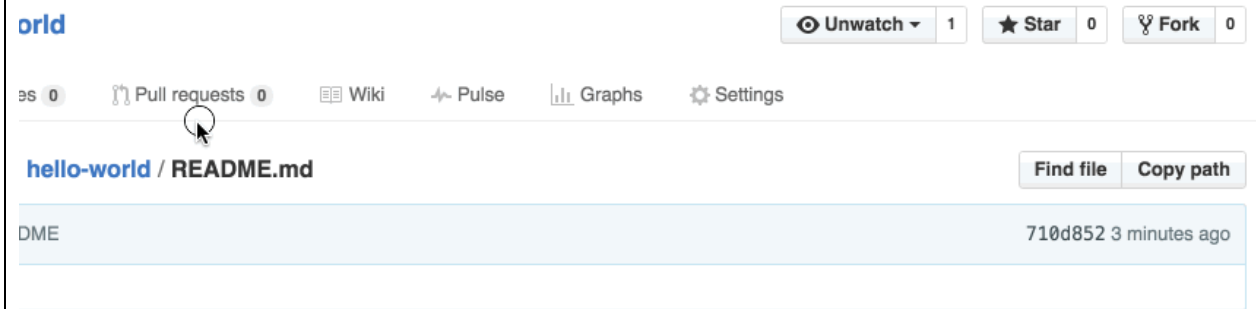 orld Unwatch 1 Star 0 Fork 0
es 0 Pull requests 0 Wiki Pulse Graphs Settings
hello-world / README.md Find file Copy path
DME 710d852 3 minutes ago